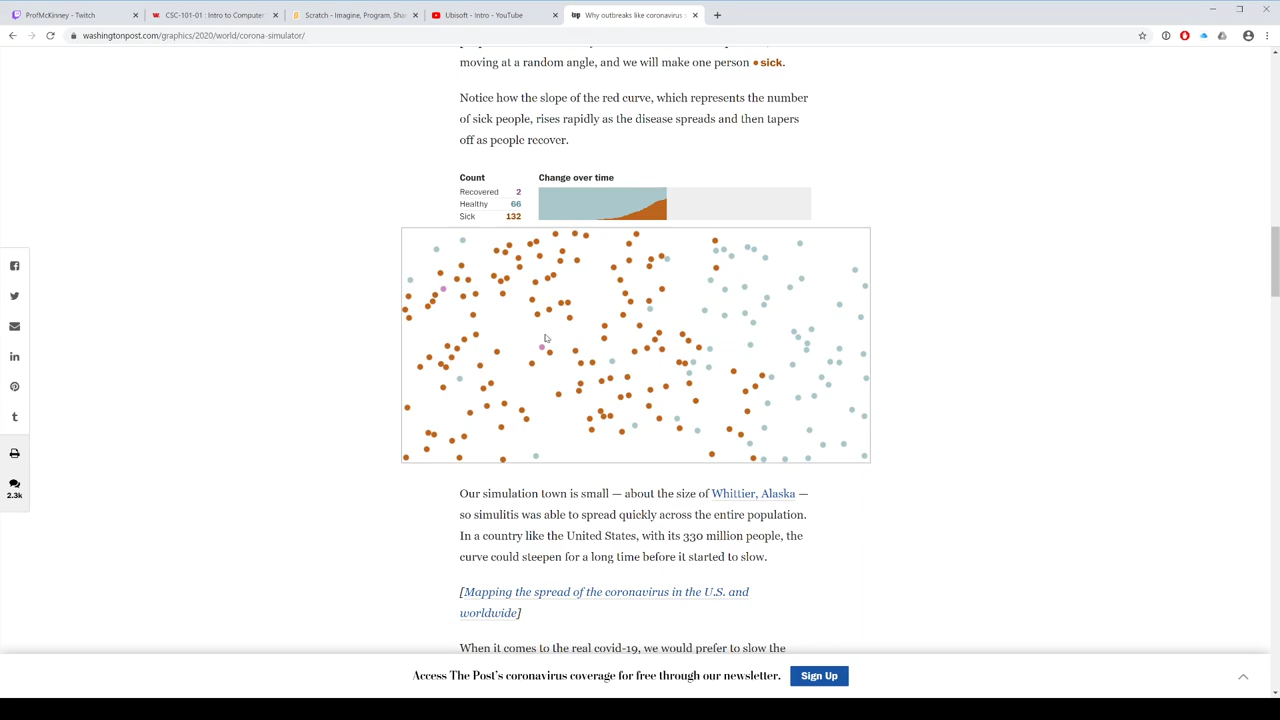 ProfMcKinney - Twitch
CSC-101-01 : Intro to Computer
Scratch - Imagine, Program, Sha
Ubisoft - Intro - YouTube
Why outbreaks like coronavirus
washingtonpost.com/graphics/2020/world/corona-simulator/
moving at a random angle, and we will make one person • sick.
Notice how the slope of the red curve, which represents the number
of sick people, rises rapidly as the disease spreads and then tapers
off as people recover.
Count
Change over time
Recovered 2
Healthy 66
Sick 132
Our simulation town is small — about the size of Whittier, Alaska —
so simulitis was able to spread quickly across the entire population.
In a country like the United States, with its 330 million people, the
curve could steepen for a long time before it started to slow.
[Mapping the spread of the coronavirus in the U.S. and
worldwide]
When it comes to the real covid-19, we would prefer to slow the
2.3k
Access The Post's coronavirus coverage for free through our newsletter.
Sign Up